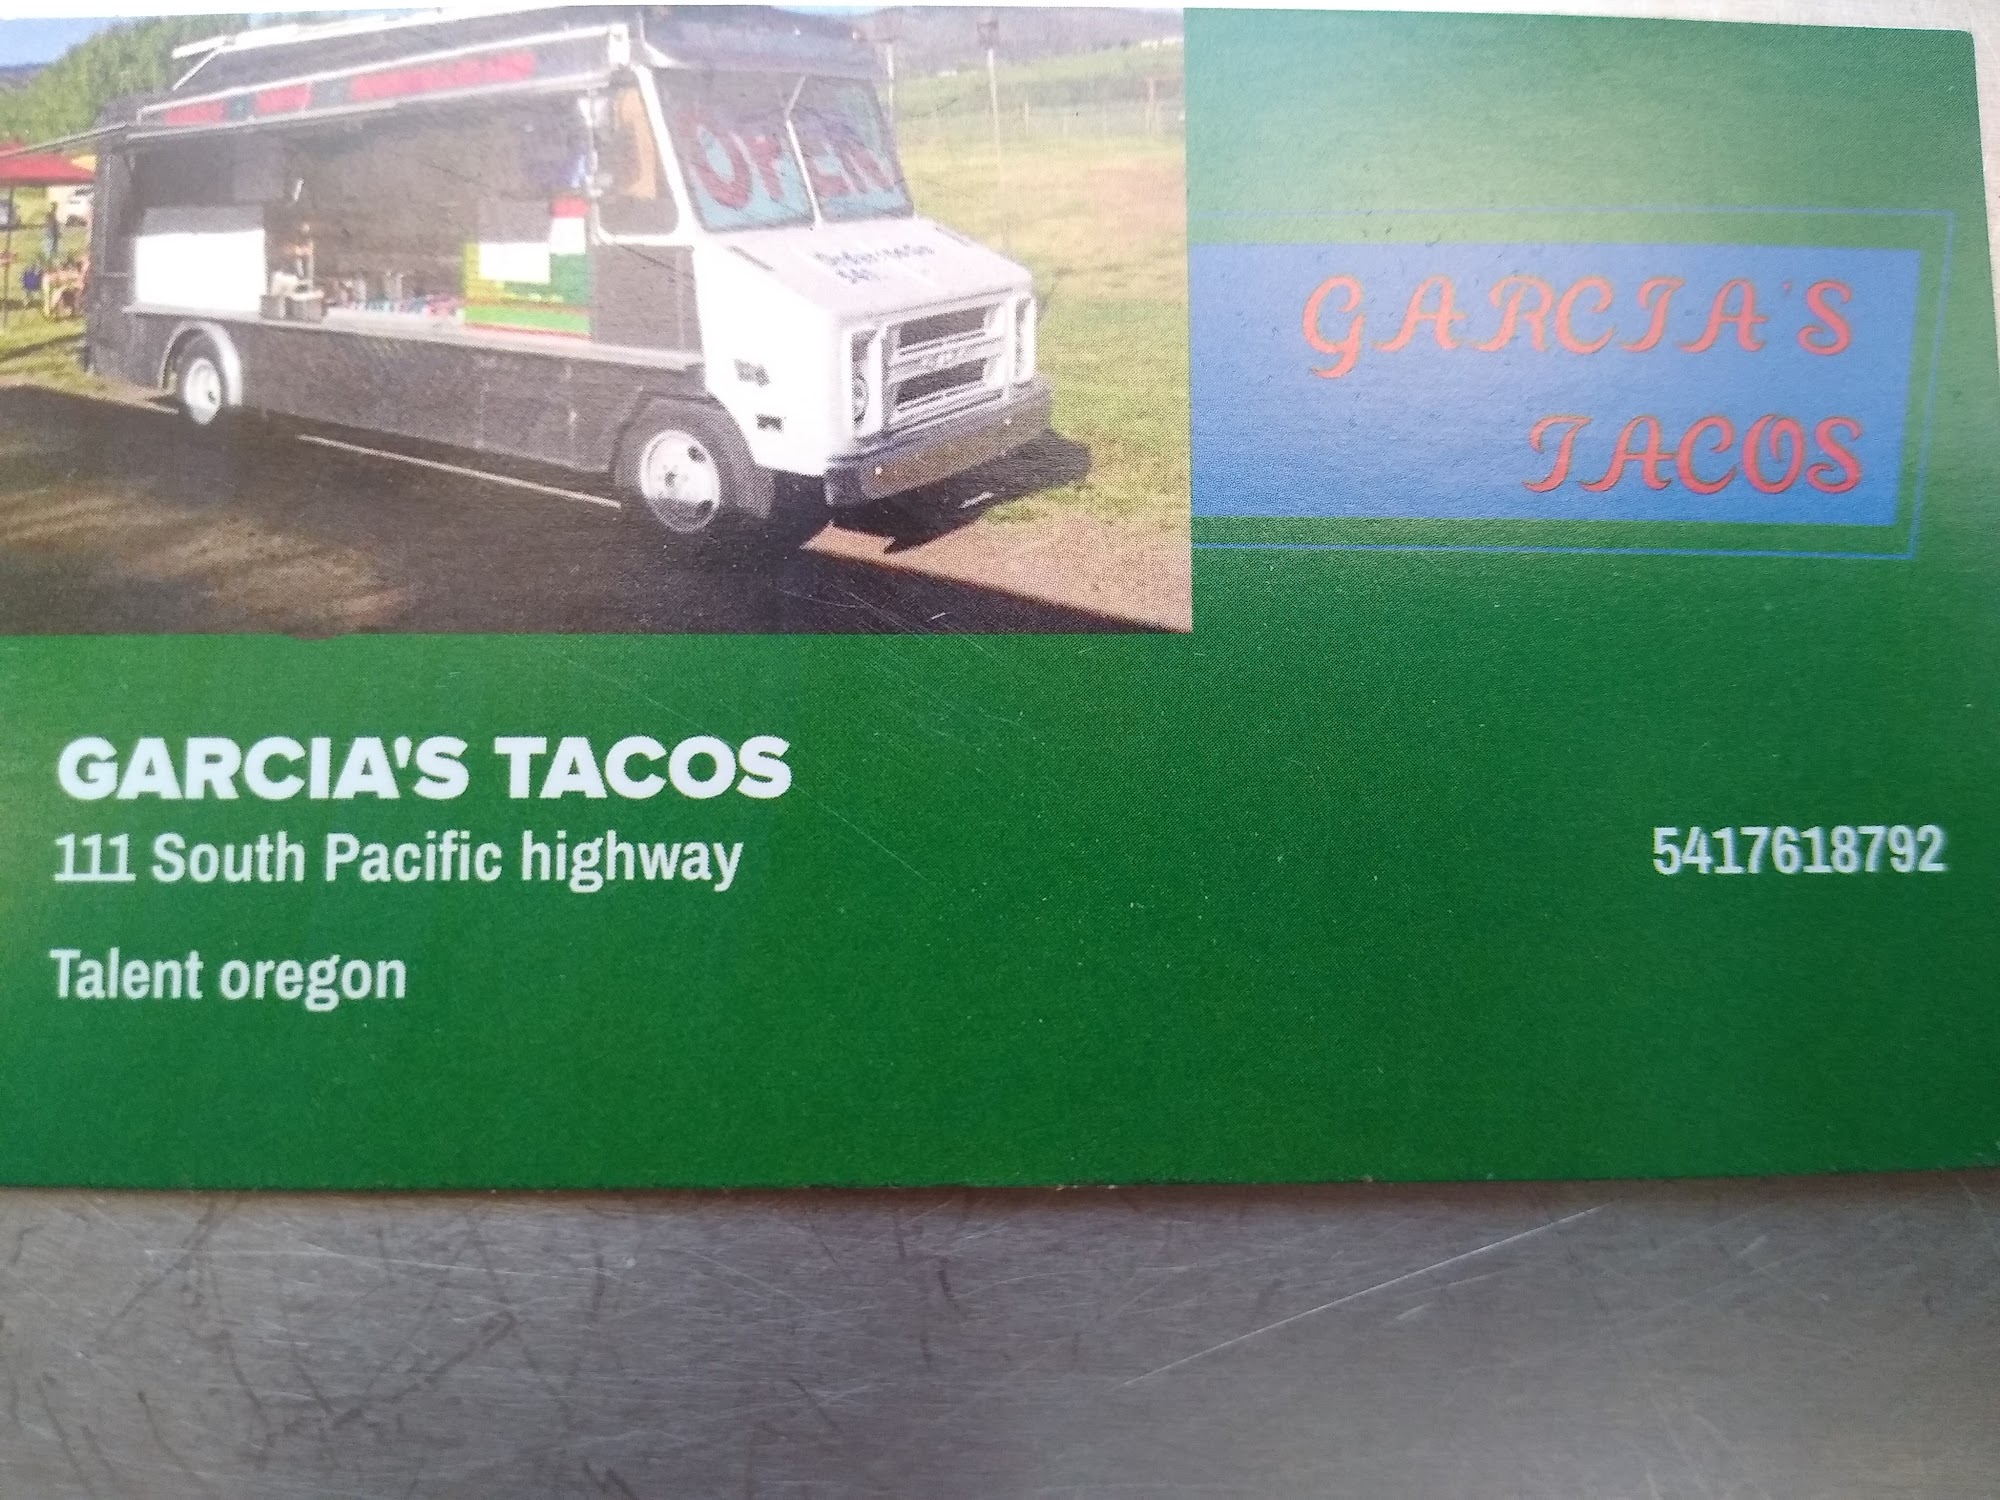 OPEN
GARCIA'S
TACOS
GARCIA'S TACOS
111 South Pacific highway
5417618792
Talent oregon